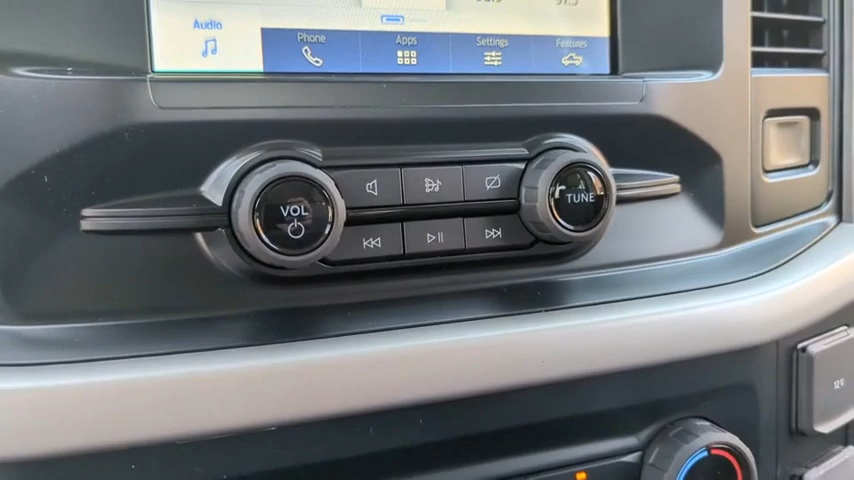 Audio
Phone
Apps
Settings
Features
VOL
TUNE
12V